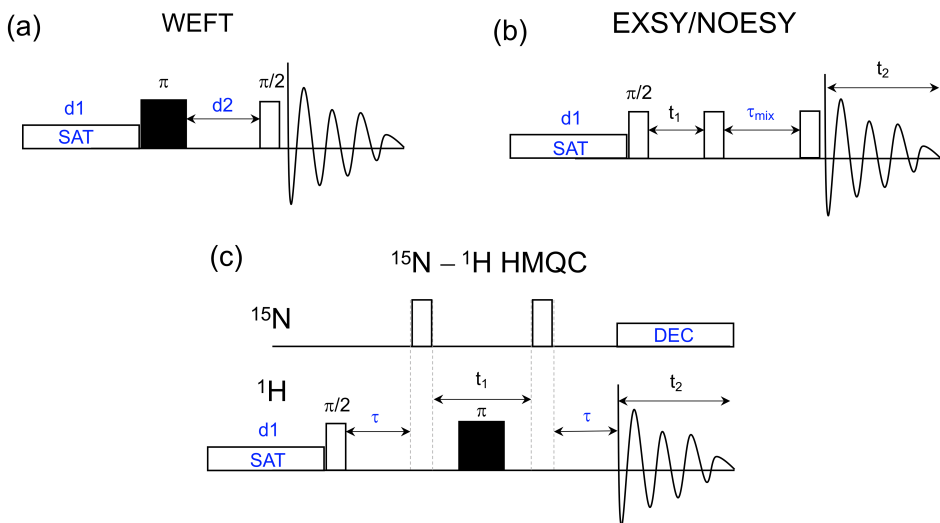 (a)
WEFT
π
π/2
d1
d2
SAT
(b)
EXSY/NOESY
t₂
π/2
d1
t₁
τmix
SAT
(c)
¹⁵N – ¹H HMQC
¹⁵N
DEC
¹H
t₁
t₂
π/2
τ
π
τ
d1
SAT